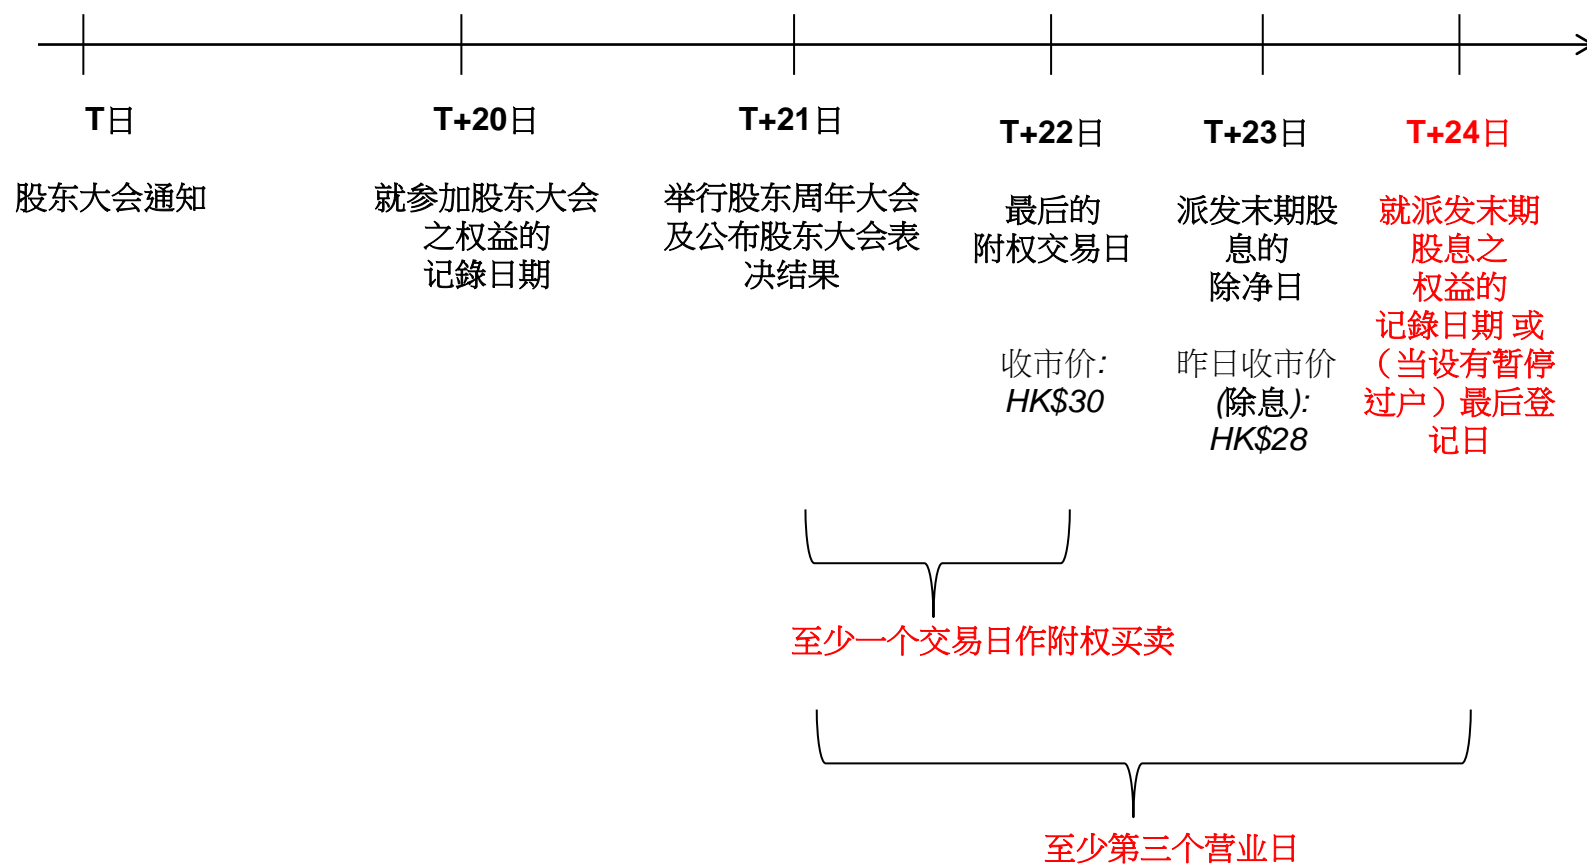 T日
股东大会通知
T+20日
就参加股东大会
之权益的
记錄日期
T+21日
举行股东周年大会
及公布股东大会表
决结果
T+22日
最后的
附权交易日
收市价:
HK$30
T+23日
派发末期股
息的
除净日
昨日收市价
(除息):
HK$28
T+24日
就派发末期
股息之
权益的
记錄日期 或
（当设有暂停
过户）最后登
记日
至少一个交易日作附权买卖
至少第三个营业日